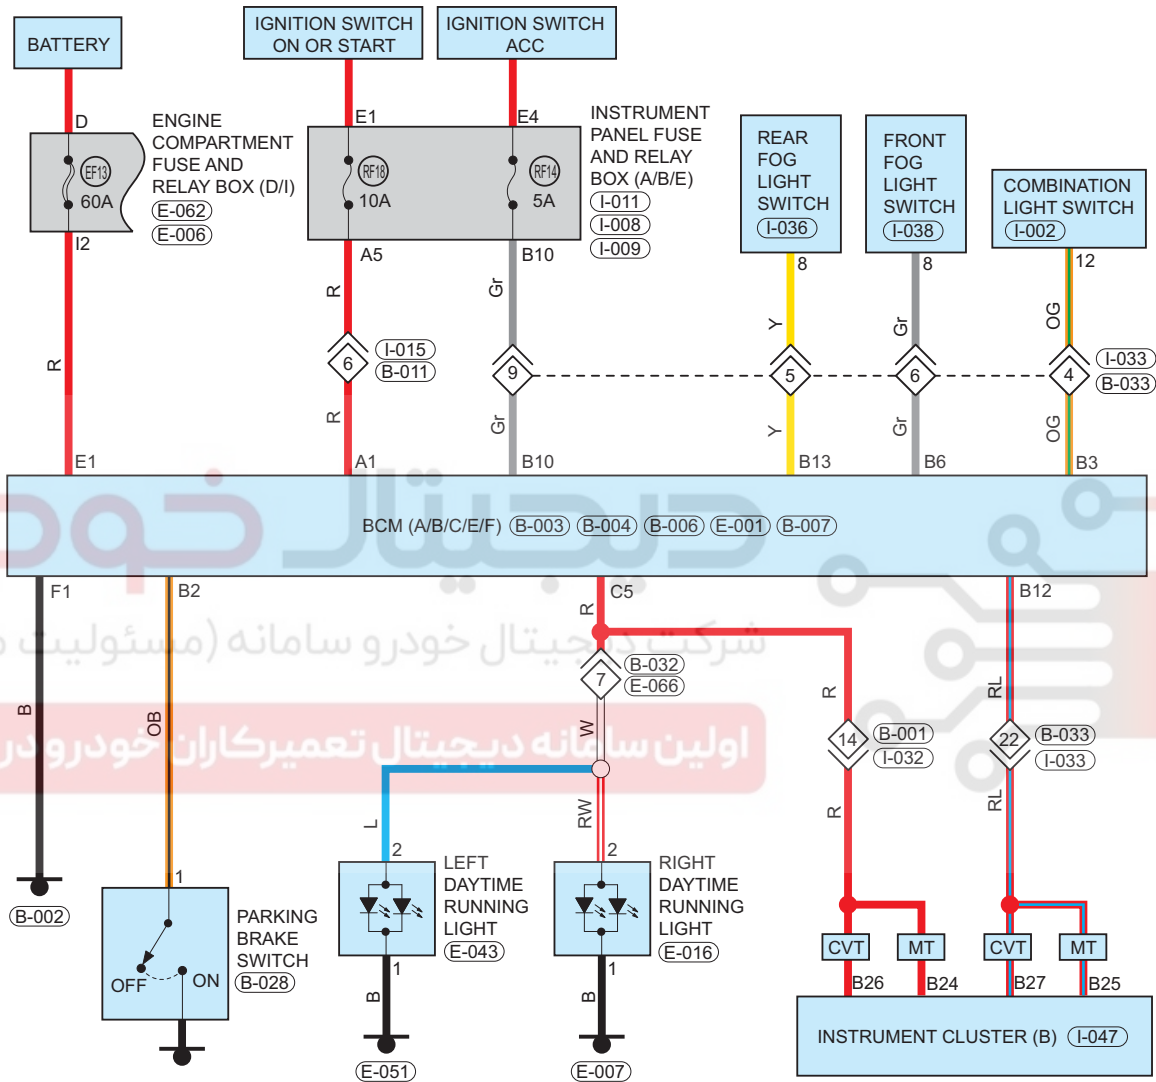 BATTERY
IGNITION SWITCH
ON OR START
IGNITION SWITCH
ACC
D
E1
E4
ENGINE
COMPARTMENT
FUSE AND
RELAY BOX (D/I)
E-062
E-006
EF13
60A
I2
RF18
10A
RF14
5A
A5
B10
INSTRUMENT
PANEL FUSE
AND RELAY
BOX (A/B/E)
I-011
I-008
I-009
REAR
FOG
LIGHT
SWITCH
I-036
FRONT
FOG
LIGHT
SWITCH
I-038
COMBINATION
LIGHT SWITCH
I-002
8
8
12
R
R
Gr
Y
Gr
OG
6
I-015
B-011
9
5
6
4
I-033
B-033
R
Gr
Y
Gr
OG
E1
A1
B10
B13
B6
B3
BCM (A/B/C/E/F) B-003 B-004 B-006 E-001 B-007
دیجیتال خودرو
F1
B2
C5
B12
R
شرکت دیجیتال خودرو سامانه (مسئولیت
7
B-032
E-066
R
RL
B
OB
W
14
B-001
I-032
22
B-033
I-033
اولین سامانه دیجیتال تعمیرکاران خودرو در
L
RW
R
RL
2
2
1
B-002
PARKING
BRAKE
SWITCH
B-028
OFF
ON
LEFT
DAYTIME
RUNNING
LIGHT
E-043
RIGHT
DAYTIME
RUNNING
LIGHT
E-016
1
1
B
B
E-051
E-007
CVT
MT
CVT
MT
B26
B24
B27
B25
INSTRUMENT CLUSTER (B) I-047